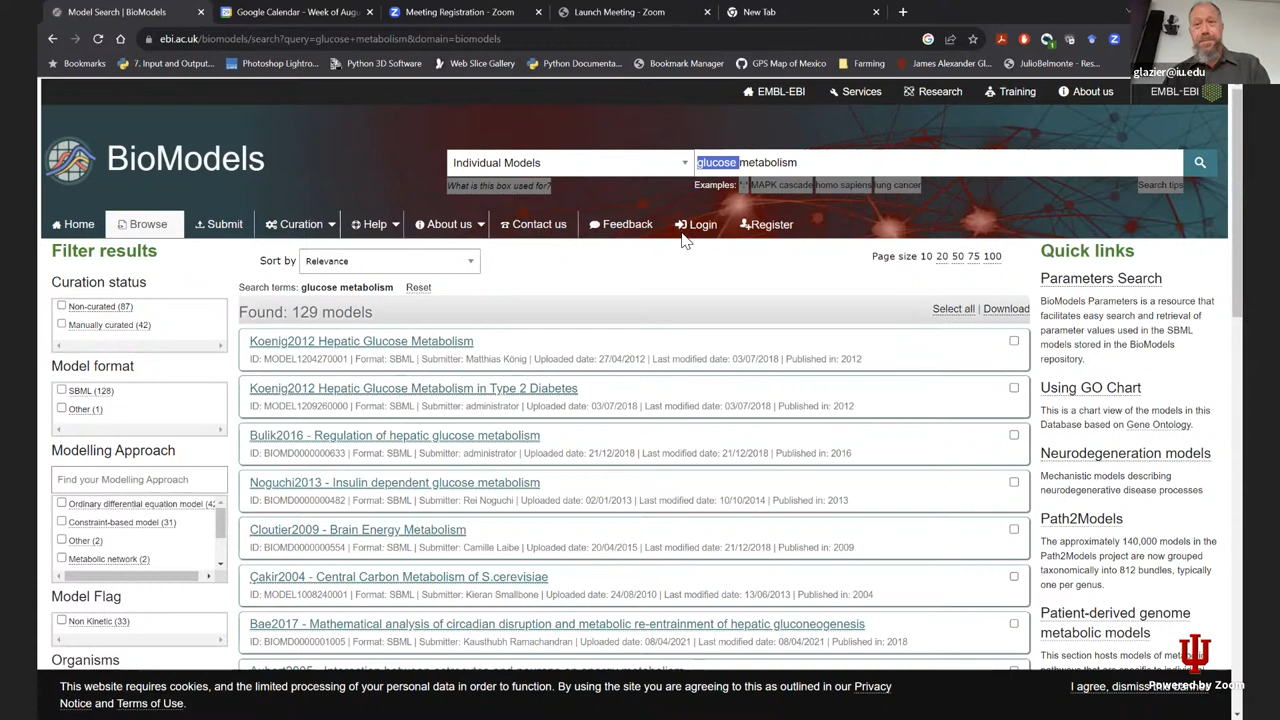 Model Search | BioModels
Google Calendar - Week of Aug
Meeting Registration - Zoom
Launch Meeting - Zoom
New Tab
ebi.ac.uk/biomodels/search?query=glucose+metabolism&domain=biomodels
Bookmarks
7. Input and Output...
Photoshop Lightro...
Python 3D Software
Web Slice Gallery
Python Documenta...
Bookmark Manager
GPS Map of Mexico
Farming
James Alexander Gl...
JulioBelmonte : Res...
glazier@iu.edu
EMBL-EBI
Services
Research
Training
About us
EMBL-EBI
BioModels
Individual Models
glucose metabolism
What is this box used for?
Examples: *:* MAPK cascade homo sapiens lung cancer
Search tips
Home
Browse
Submit
Curation
Help
About us
Contact us
Feedback
Login
Register
Filter results
Curation status
Non-curated (87)
Manually curated (42)
Model format
SBML (128)
Other (1)
Modelling Approach
Find your Modelling Approach
Ordinary differential equation model (42
Constraint-based model (31)
Other (2)
Metabolic network (2)
Model Flag
Non Kinetic (33)
Organisms
Sort by
Relevance
Page size 10 20 50 75 100
Search terms: glucose metabolism Reset
Found: 129 models
Select all | Download
Koenig2012 Hepatic Glucose Metabolism
ID: MODEL1204270001 | Format: SBML | Submitter: Matthias König | Uploaded date: 27/04/2012 | Last modified date: 03/07/2018 | Published in: 2012
Koenig2012 Hepatic Glucose Metabolism in Type 2 Diabetes
ID: MODEL1209260000 | Format: SBML | Submitter: administrator | Uploaded date: 03/07/2018 | Last modified date: 03/07/2018 | Published in: 2012
Bulik2016 - Regulation of hepatic glucose metabolism
ID: BIOMD0000000633 | Format: SBML | Submitter: administrator | Uploaded date: 21/12/2018 | Last modified date: 21/12/2018 | Published in: 2016
Noguchi2013 - Insulin dependent glucose metabolism
ID: BIOMD0000000482 | Format: SBML | Submitter: Rei Noguchi | Uploaded date: 02/01/2013 | Last modified date: 10/10/2014 | Published in: 2013
Cloutier2009 - Brain Energy Metabolism
ID: BIOMD0000000554 | Format: SBML | Submitter: Camille Laibe | Uploaded date: 20/04/2015 | Last modified date: 21/12/2018 | Published in: 2009
Çakir2004 - Central Carbon Metabolism of S.cerevisiae
ID: MODEL1008240001 | Format: SBML | Submitter: Kieran Smallbone | Uploaded date: 24/08/2010 | Last modified date: 13/06/2013 | Published in: 2004
Bae2017 - Mathematical analysis of circadian disruption and metabolic re-entrainment of hepatic gluconeogenesis
ID: BIOMD0000001005 | Format: SBML | Submitter: Kausthubh Ramachandran | Uploaded date: 08/04/2021 | Last modified date: 08/04/2021 | Published in: 2018
Quick links
Parameters Search
BioModels Parameters is a resource that
facilitates easy search and retrieval of
parameter values used in the SBML
models stored in the BioModels
repository.
Using GO Chart
This is a chart view of the models in this
Database based on Gene Ontology.
Neurodegeneration models
Mechanistic models describing
neurodegenerative disease processes
Path2Models
The approximately 140,000 models in the
Path2Models project are now grouped
taxonomically into 812 bundles, typically
one per genus.
Patient-derived genome
metabolic models
This section hosts models of metabolic
This website requires cookies, and the limited processing of your personal data in order to function. By using the site you are agreeing to this as outlined in our Privacy
Notice and Terms of Use.
I agree, dismiss this banner
Powered by Zoom